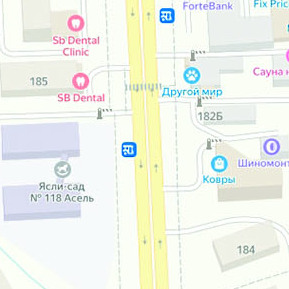 ForteBank
Fix Pric
Sb Dental
Clinic
185
SB Dental
Другой мир
Сауна н
182Б
Ясли-сад
№ 118 Асель
Ковры
Шиномонт
184